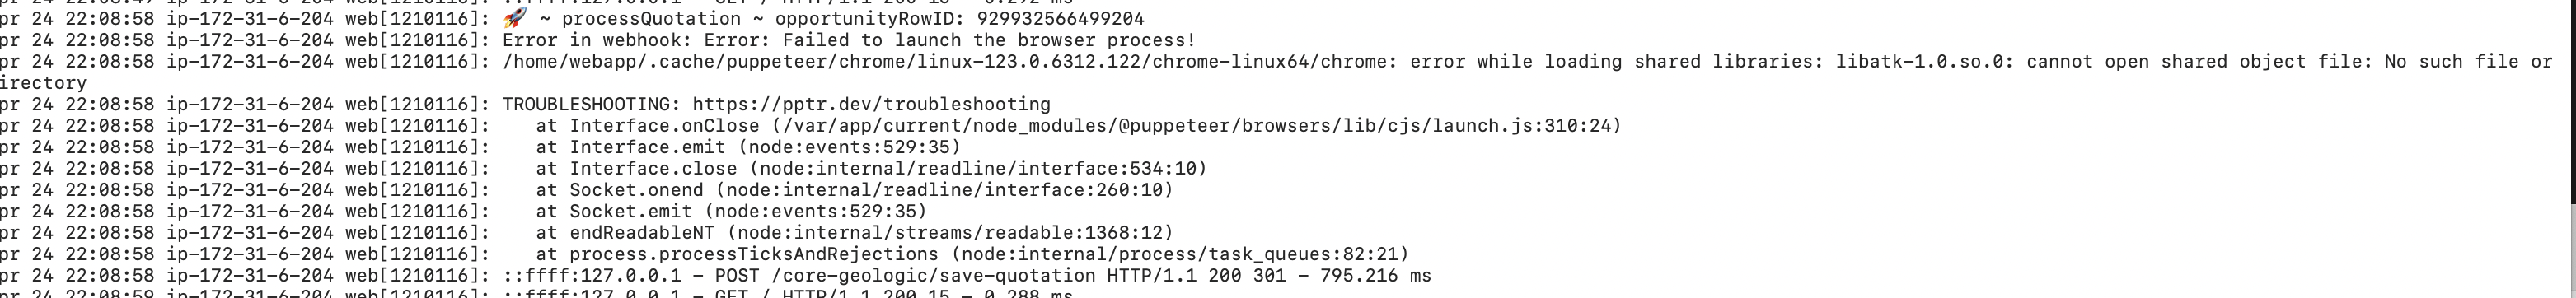 🚀 ~ processQuotation ~ opportunityRowID: 929932566499204
pr 24 22:08:58 ip-172-31-6-204 web[1210116]: Error in webhook: Error: Failed to launch the browser process!
pr 24 22:08:58 ip-172-31-6-204 web[1210116]: /home/webapp/.cache/puppeteer/chrome/linux-123.0.6312.122/chrome-linux64/chrome: error while loading shared libraries: libatk-1.0.so.0: cannot open shared object file: No such file or
irectory
pr 24 22:08:58 ip-172-31-6-204 web[1210116]: TROUBLESHOOTING: https://pptr.dev/troubleshooting
pr 24 22:08:58 ip-172-31-6-204 web[1210116]:    at Interface.onClose (/var/app/current/node_modules/@puppeteer/browsers/lib/cjs/launch.js:310:24)
pr 24 22:08:58 ip-172-31-6-204 web[1210116]:    at Interface.emit (node:events:529:35)
pr 24 22:08:58 ip-172-31-6-204 web[1210116]:    at Interface.close (node:internal/readline/interface:534:10)
pr 24 22:08:58 ip-172-31-6-204 web[1210116]:    at Socket.onend (node:internal/readline/interface:260:10)
pr 24 22:08:58 ip-172-31-6-204 web[1210116]:    at Socket.emit (node:events:529:35)
pr 24 22:08:58 ip-172-31-6-204 web[1210116]:    at endReadableNT (node:internal/streams/readable:1368:12)
pr 24 22:08:58 ip-172-31-6-204 web[1210116]:    at process.processTicksAndRejections (node:internal/process/task_queues:82:21)
pr 24 22:08:58 ip-172-31-6-204 web[1210116]: ::ffff:127.0.0.1 - POST /core-geologic/save-quotation HTTP/1.1 200 301 - 795.216 ms
pr 24 22:08:59 ip-172-31-6-204 web[1210116]: ::ffff:127.0.0.1 - GET / HTTP/1.1 200 15 - 0.288 ms